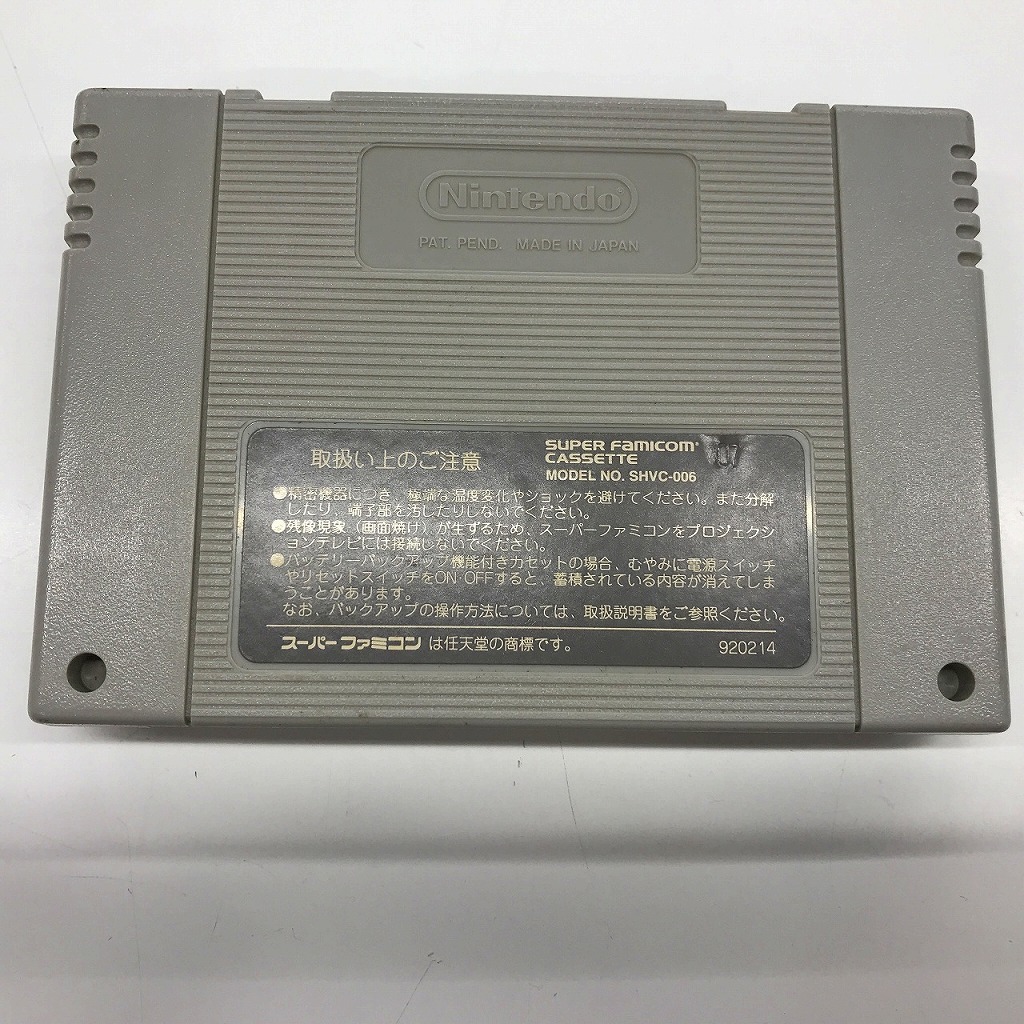 Nintendo®
PAT. PEND. MADE IN JAPAN
取扱い上のご注意
SUPER FAMICOM®
CASSETTE
MODEL NO. SHVC-006
●精密機器につき、極端な温度変化やショックを避けてください。また分解
したり、端子部を汚したりしないでください。
●残像現象（画面焼け）が生ずるため、スーパーファミコンをプロジェクシ
ョンテレビには接続しないでください。
●バッテリーバックアップ機能付きカセットの場合、むやみに電源スイッチ
やリセットスイッチをON・OFFすると、蓄積されている内容が消えてしま
うことがあります。
なお、バックアップの操作方法については、取扱説明書をご参照ください。
スーパーファミコン は任天堂の商標です。
920214